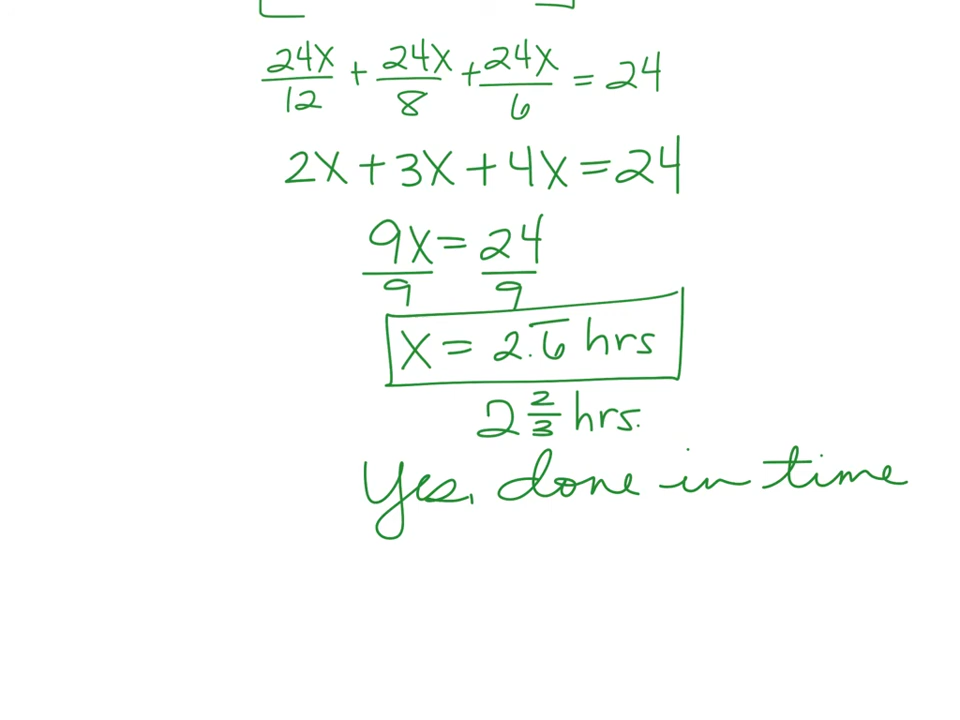 24x/12 + 24x/8 + 24x/6 = 24
2x + 3x + 4x = 24
9x/9 = 24/9
x = 2.6̅ hrs
2 2/3 hrs.
Yes, done in time